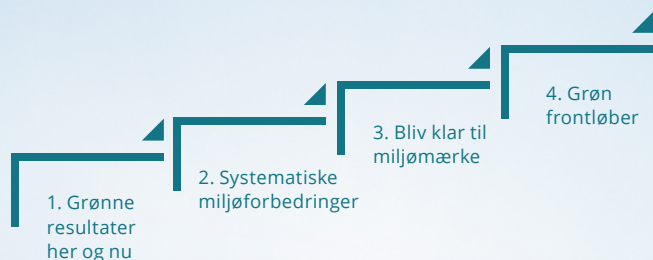 1. Grønne
resultater
her og nu
2. Systematiske
miljøforbedringer
3. Bliv klar til
miljømærke
4. Grøn
frontløber